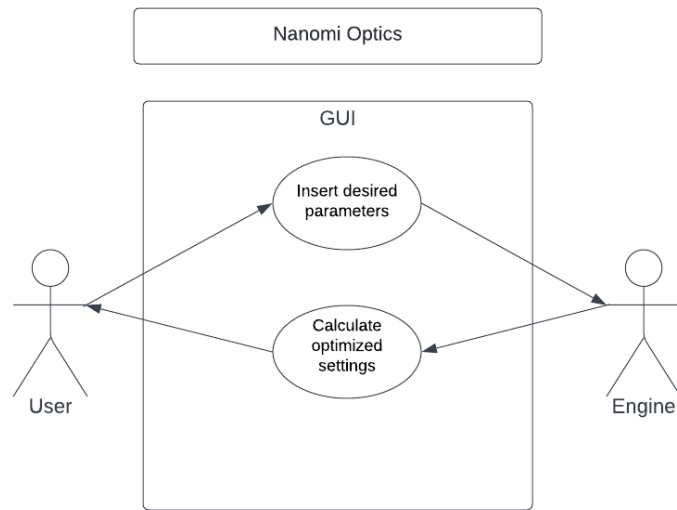 Nanomi Optics
GUI
Insert desired
parameters
Calculate
optimized
settings
User
Engine